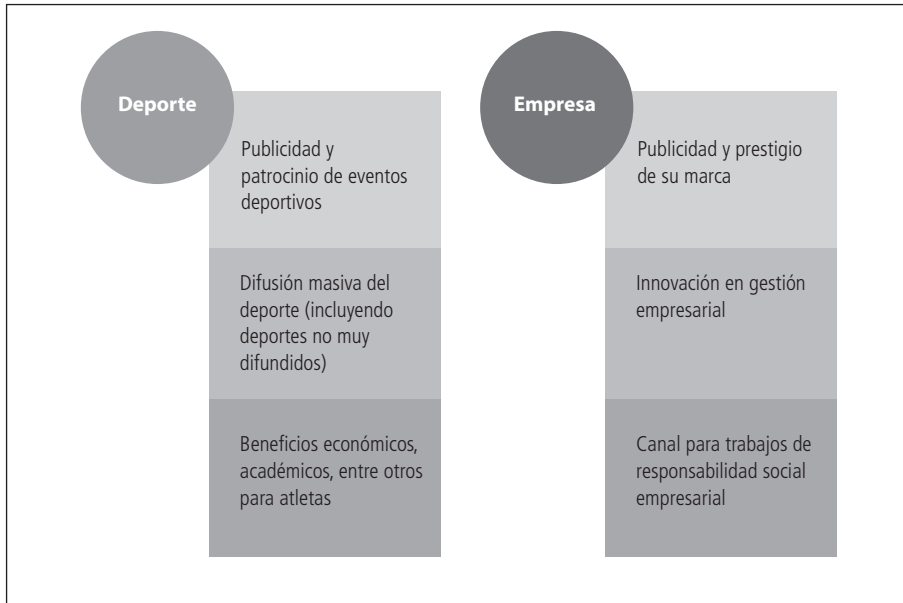 Deporte
Publicidad y
patrocinio de eventos
deportivos
Difusión masiva del
deporte (incluyendo
deportes no muy
difundidos)
Beneficios económicos,
académicos, entre otros
para atletas
Empresa
Publicidad y prestigio
de su marca
Innovación en gestión
empresarial
Canal para trabajos de
responsabilidad social
empresarial